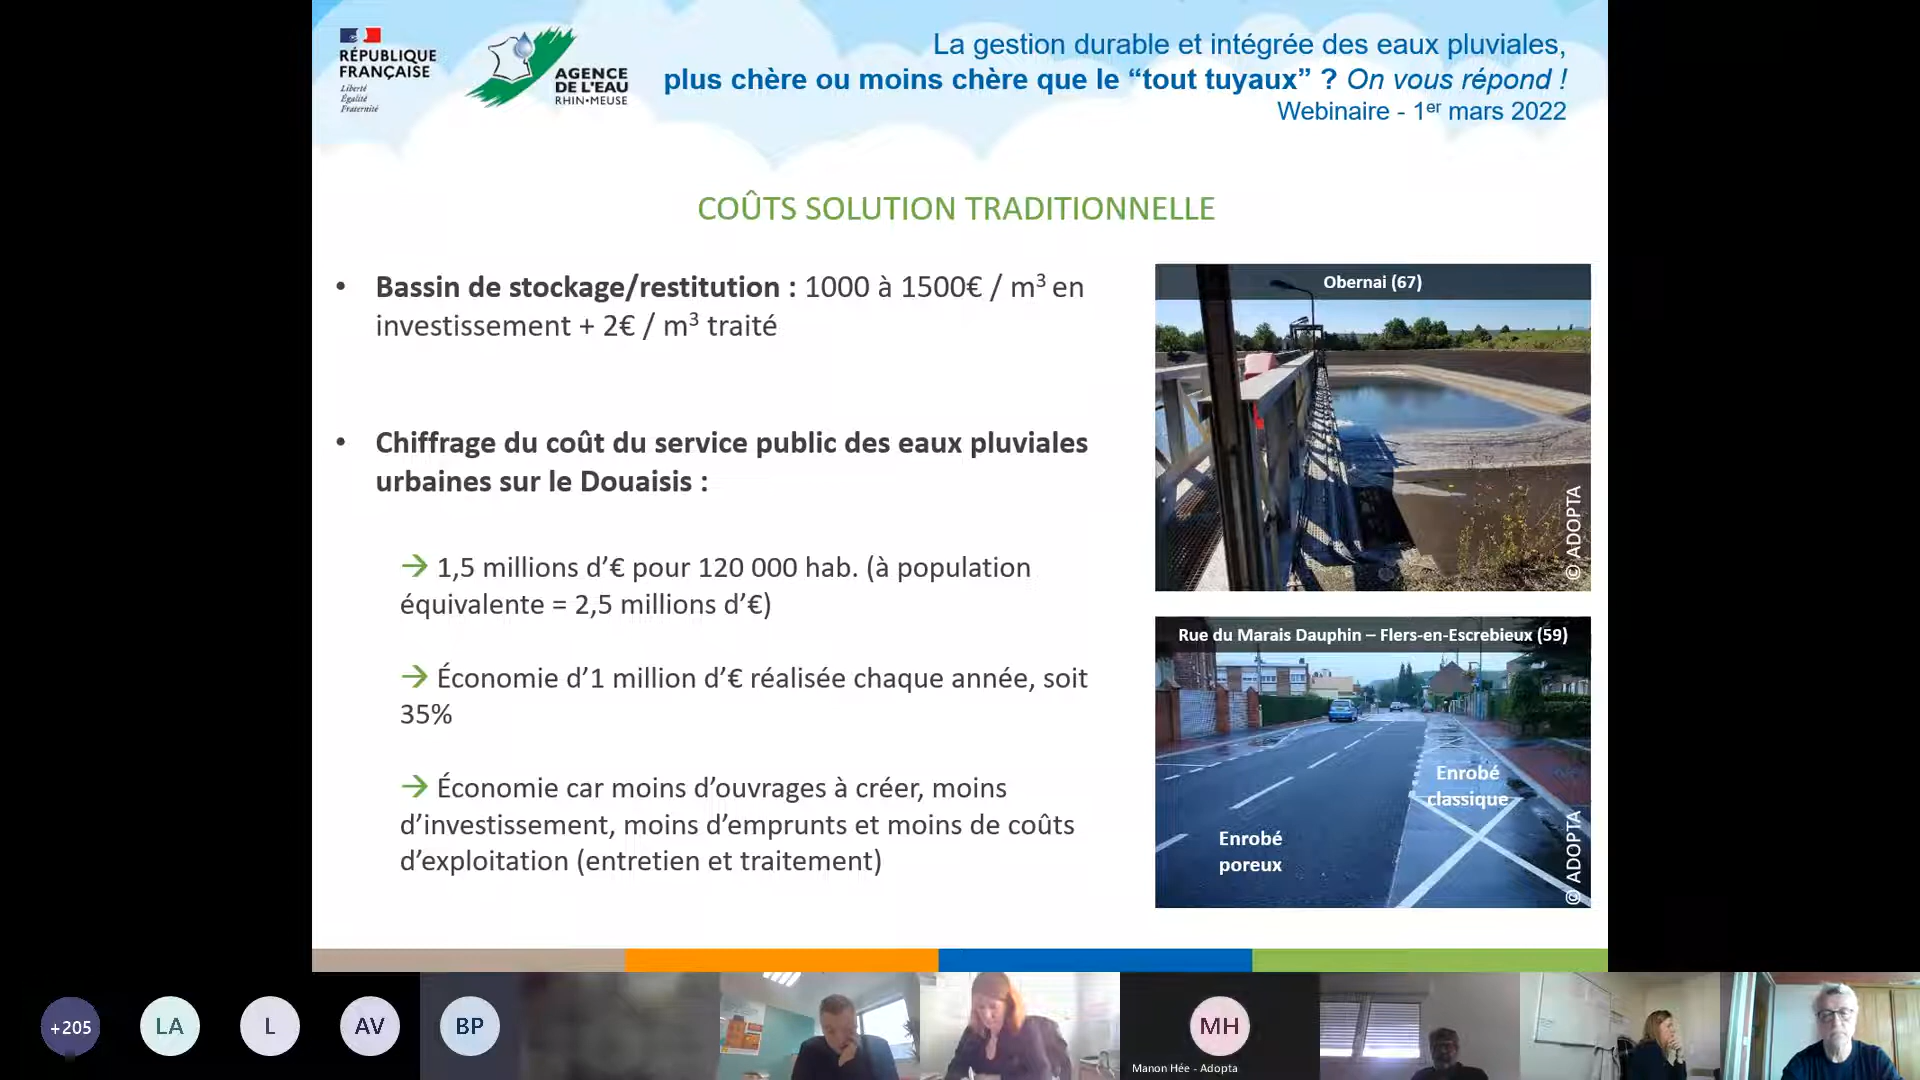 RÉPUBLIQUE
FRANÇAISE
Liberté
Égalité
Fraternité
AGENCE
DE L'EAU
RHIN•MEUSE
La gestion durable et intégrée des eaux pluviales,
plus chère ou moins chère que le “tout tuyaux” ? On vous répond !
Webinaire - 1er mars 2022
COÛTS SOLUTION TRADITIONNELLE
• Bassin de stockage/restitution : 1000 à 1500€ / m³ en
investissement + 2€ / m³ traité
• Chiffrage du coût du service public des eaux pluviales
urbaines sur le Douaisis :
→ 1,5 millions d’€ pour 120 000 hab. (à population
équivalente = 2,5 millions d’€)
→ Économie d’1 million d’€ réalisée chaque année, soit
35%
→ Économie car moins d’ouvrages à créer, moins
d’investissement, moins d’emprunts et moins de coûts
d’exploitation (entretien et traitement)
Obernai (67)
© ADOPTA
Rue du Marais Dauphin – Flers-en-Escrebieux (59)
Enrobé
classique
Enrobé
poreux
© ADOPTA
+205
LA
L
AV
BP
MH
Manon Hée - Adopta